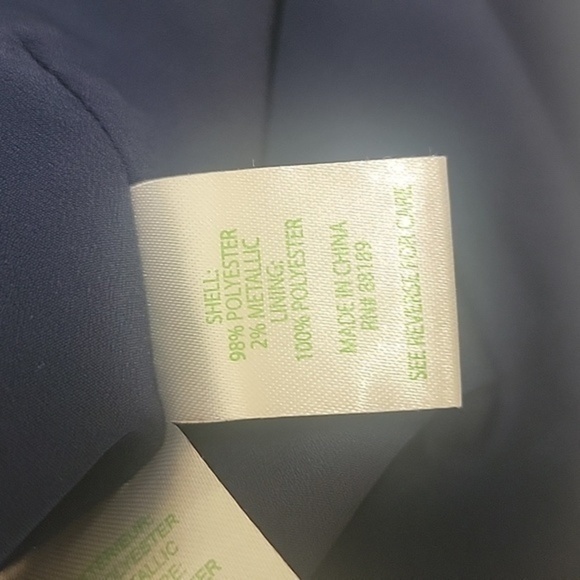 SHELL:
98% POLYESTER
2% METALLIC
LINING:
100% POLYESTER
MADE IN CHINA
RN# 88189
SEE REVERSE FOR CARE